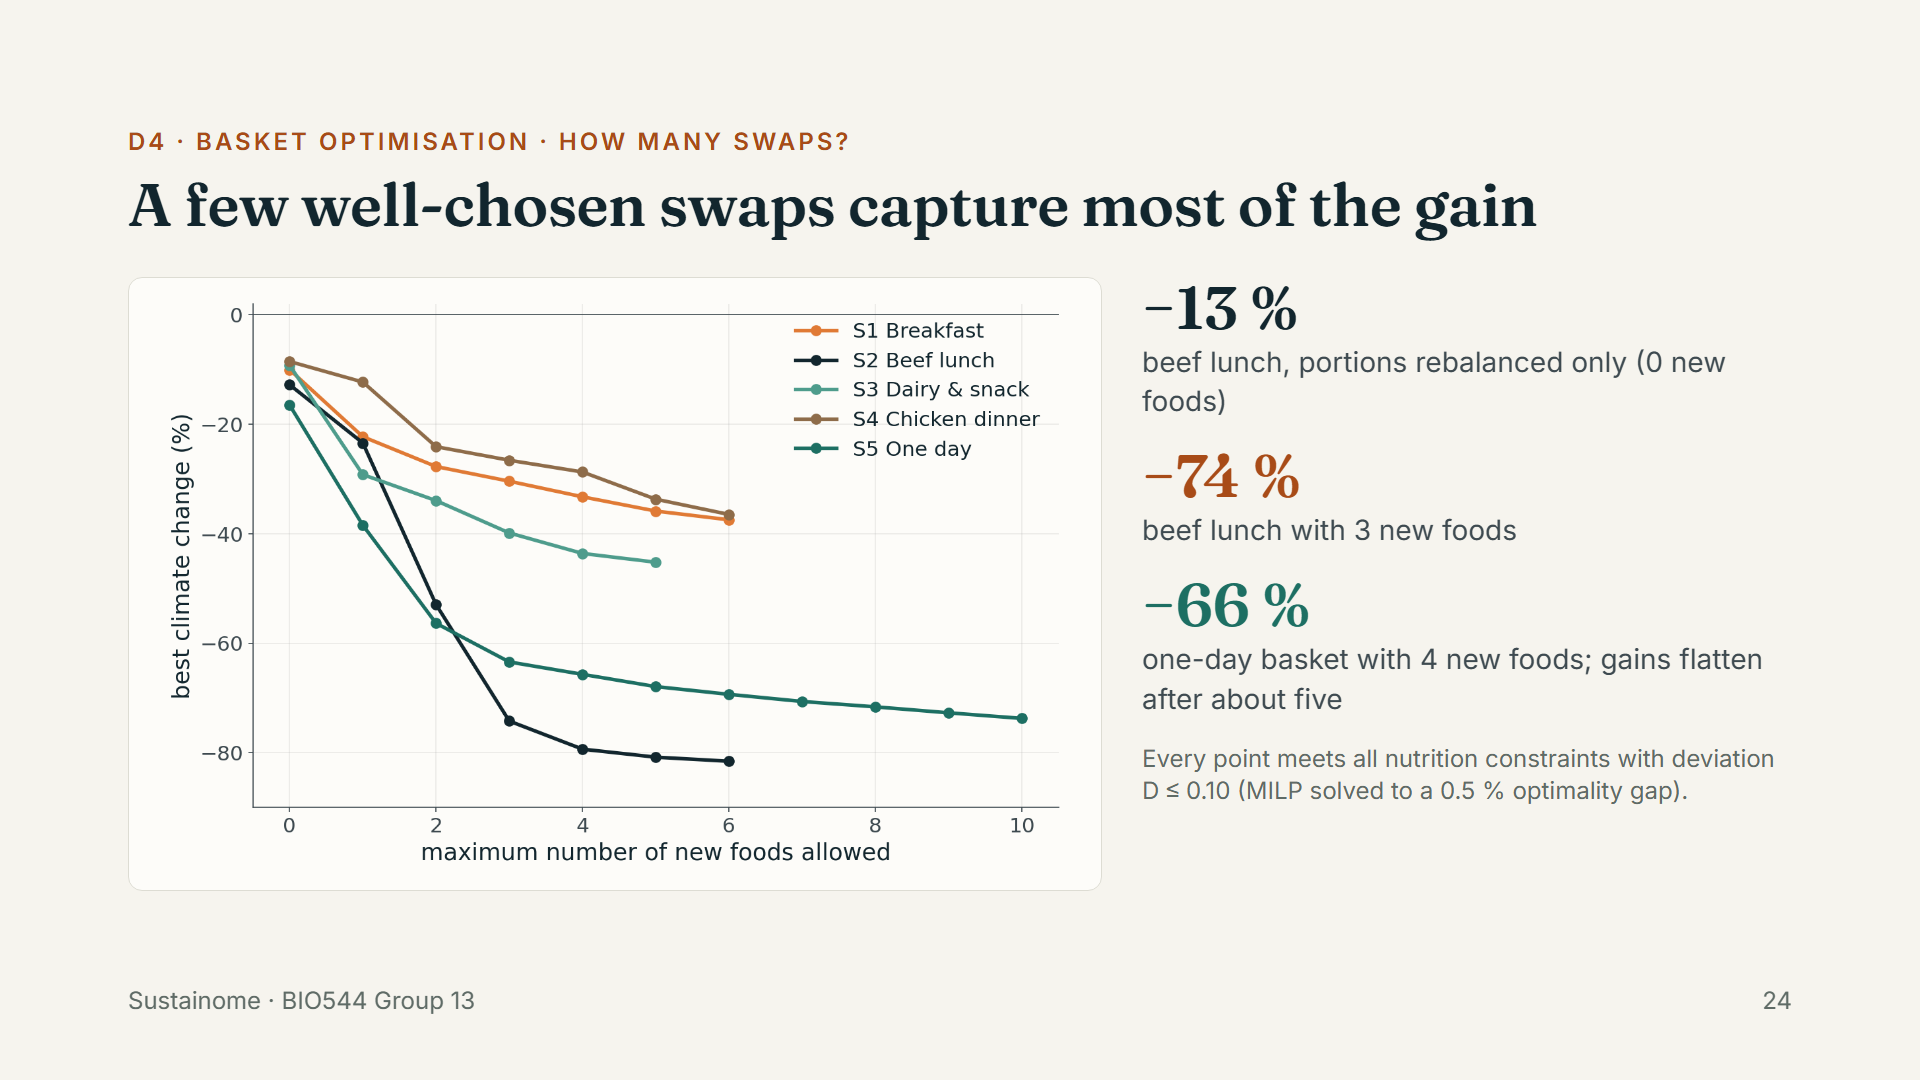 D4 · BASKET OPTIMISATION · HOW MANY SWAPS?
A few well-chosen swaps capture most of the gain
0
−20
−40
−60
−80
best climate change (%)
0 2 4 6 8 10
maximum number of new foods allowed
S1 Breakfast
S2 Beef lunch
S3 Dairy & snack
S4 Chicken dinner
S5 One day
−13 %
beef lunch, portions rebalanced only (0 new
foods)
−74 %
beef lunch with 3 new foods
−66 %
one-day basket with 4 new foods; gains flatten
after about five
Every point meets all nutrition constraints with deviation
D ≤ 0.10 (MILP solved to a 0.5 % optimality gap).
Sustainome · BIO544 Group 13
24